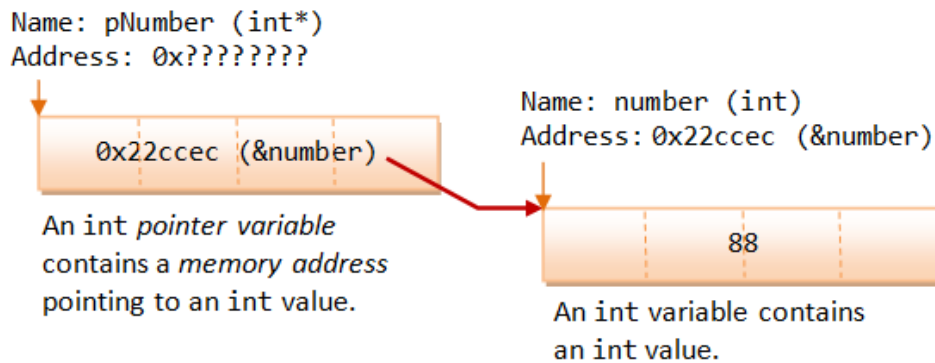 Name: pNumber (int*)
Address: 0x????????
0x22ccec (&number)
An int pointer variable
contains a memory address
pointing to an int value.
Name: number (int)
Address: 0x22ccec (&number)
88
An int variable contains
an int value.